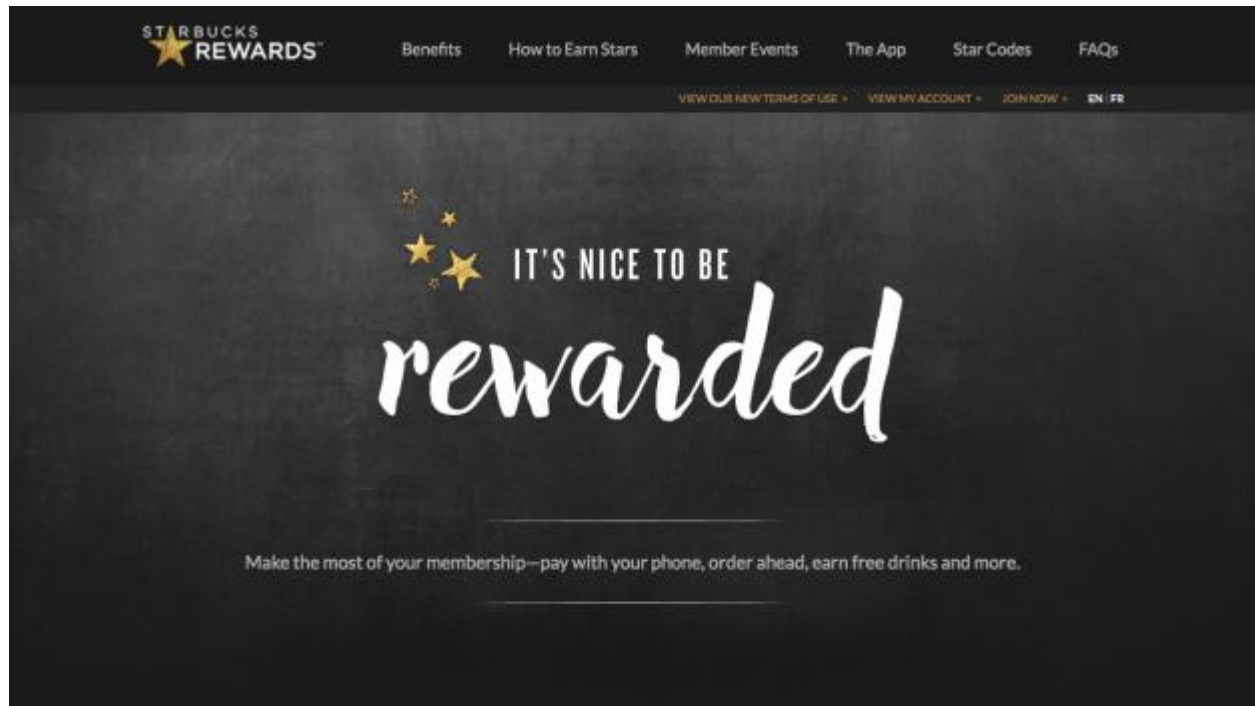 STARBUCKS
REWARDS™
Benefits How to Earn Stars Member Events The App Star Codes FAQs
VIEW OUR NEW TERMS OF USE » VIEW MY ACCOUNT » JOIN NOW » EN | FR
IT'S NICE TO BE
rewarded
Make the most of your membership—pay with your phone, order ahead, earn free drinks and more.